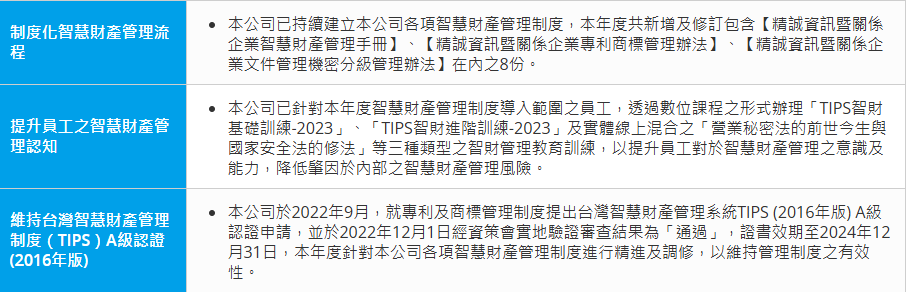 制度化智慧財產管理流
程
本公司已持續建立本公司各項智慧財產管理制度，本年度共新增及修訂包含【精誠資訊暨關係
企業智慧財產管理手冊】、【精誠資訊暨關係企業專利商標管理辦法】、【精誠資訊暨關係企
業文件管理機密分級管理辦法】在內之8份。
提升員工之智慧財產管
理認知
本公司已針對本年度智慧財產管理制度導入範圍之員工，透過數位課程之形式辦理「TIPS智財
基礎訓練-2023」、「TIPS智財進階訓練-2023」及實體線上混合之「營業秘密法的前世今生與
國家安全法的修法」等三種類型之智財管理教育訓練，以提升員工對於智慧財產管理之意識及
能力，降低肇因於內部之智慧財產管理風險。
維持台灣智慧財產管理
制度（TIPS）A級認證
(2016年版)
本公司於2022年9月，就專利及商標管理制度提出台灣智慧財產管理系統TIPS (2016年版) A級
認證申請，並於2022年12月1日經資策會實地驗證審查結果為「通過」，證書效期至2024年12
月31日，本年度針對本公司各項智慧財產管理制度進行精進及調修，以維持管理制度之有效
性。